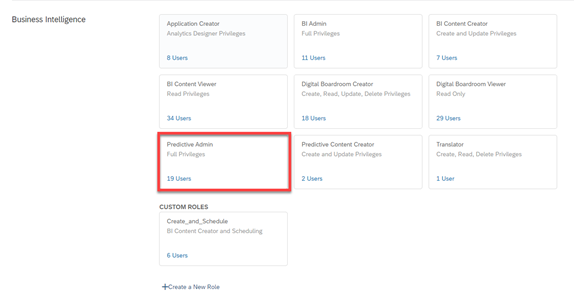 Business Intelligence
Application Creator
Analytics Designer Privileges
8 Users
BI Admin
Full Privileges
11 Users
BI Content Creator
Create and Update Privileges
7 Users
BI Content Viewer
Read Privileges
34 Users
Digital Boardroom Creator
Create, Read, Update, Delete Privileges
18 Users
Digital Boardroom Viewer
Read Only
29 Users
Predictive Admin
Full Privileges
19 Users
Predictive Content Creator
Create and Update Privileges
2 Users
Translator
Create, Read, Delete Privileges
1 User
CUSTOM ROLES
Create_and_Schedule
BI Content Creator and Scheduling
6 Users
+Create a New Role